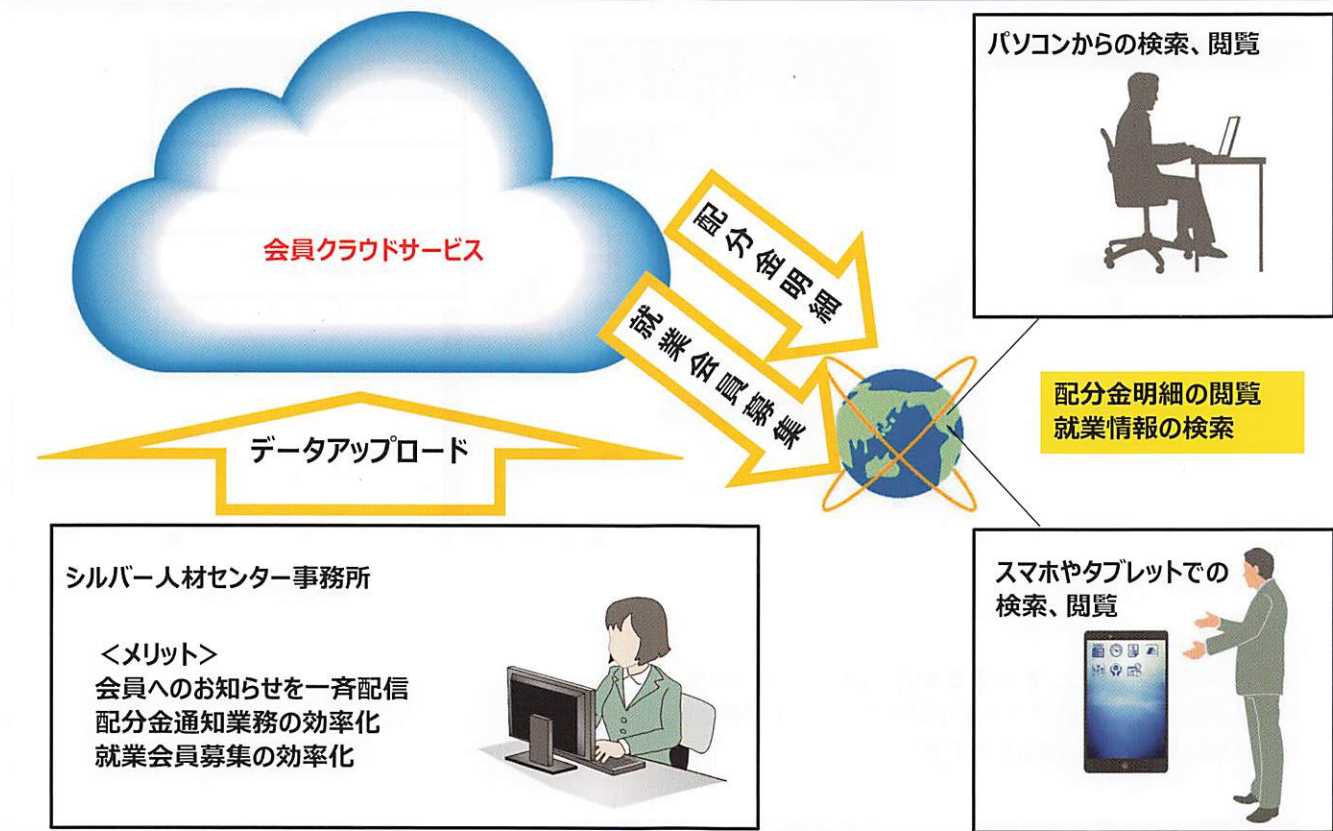 パソコンからの検索、閲覧
会員クラウドサービス
配分金明細
就業会員募集
配分金明細の閲覧
就業情報の検索
データアップロード
シルバー人材センター事務所
<メリット>
会員へのお知らせを一斉配信
配分金通知業務の効率化
就業会員募集の効率化
スマホやタブレットでの
検索、閲覧